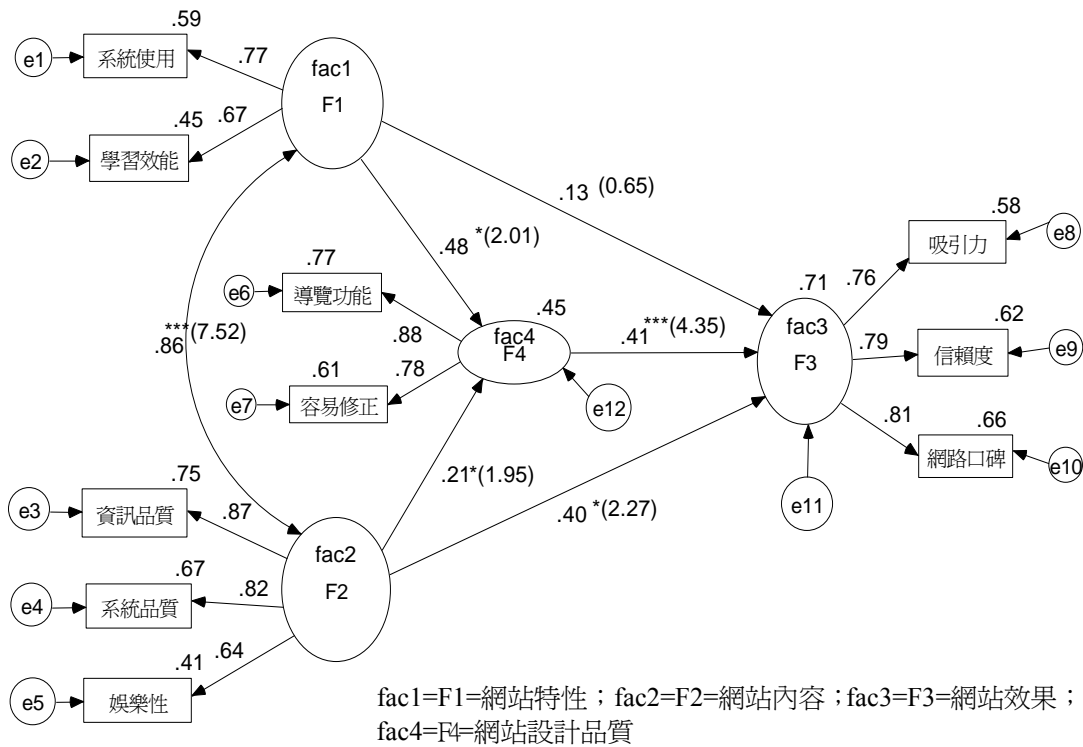 .59
e1
系統使用
.77
fac1
F1
.45
.67
e2
學習效能
.13 (0.65)
.58
e8
吸引力
.48 *(2.01)
.77
e6
導覽功能
.76
.71
.45
***(7.52)
.86
.88
fac4
F4
.41 ***(4.35)
fac3
F3
.62
.79
信賴度
e9
.61
.78
e7
容易修正
e12
.81
.66
網路口碑
e10
.75
.21*(1.95)
e3
資訊品質
.87
.40 *(2.27)
e11
fac2
F2
.67
.82
e4
系統品質
.41
.64
e5
娛樂性
fac1=F1=網站特性；fac2=F2=網站內容；fac3=F3=網站效果；
fac4=F4=網站設計品質